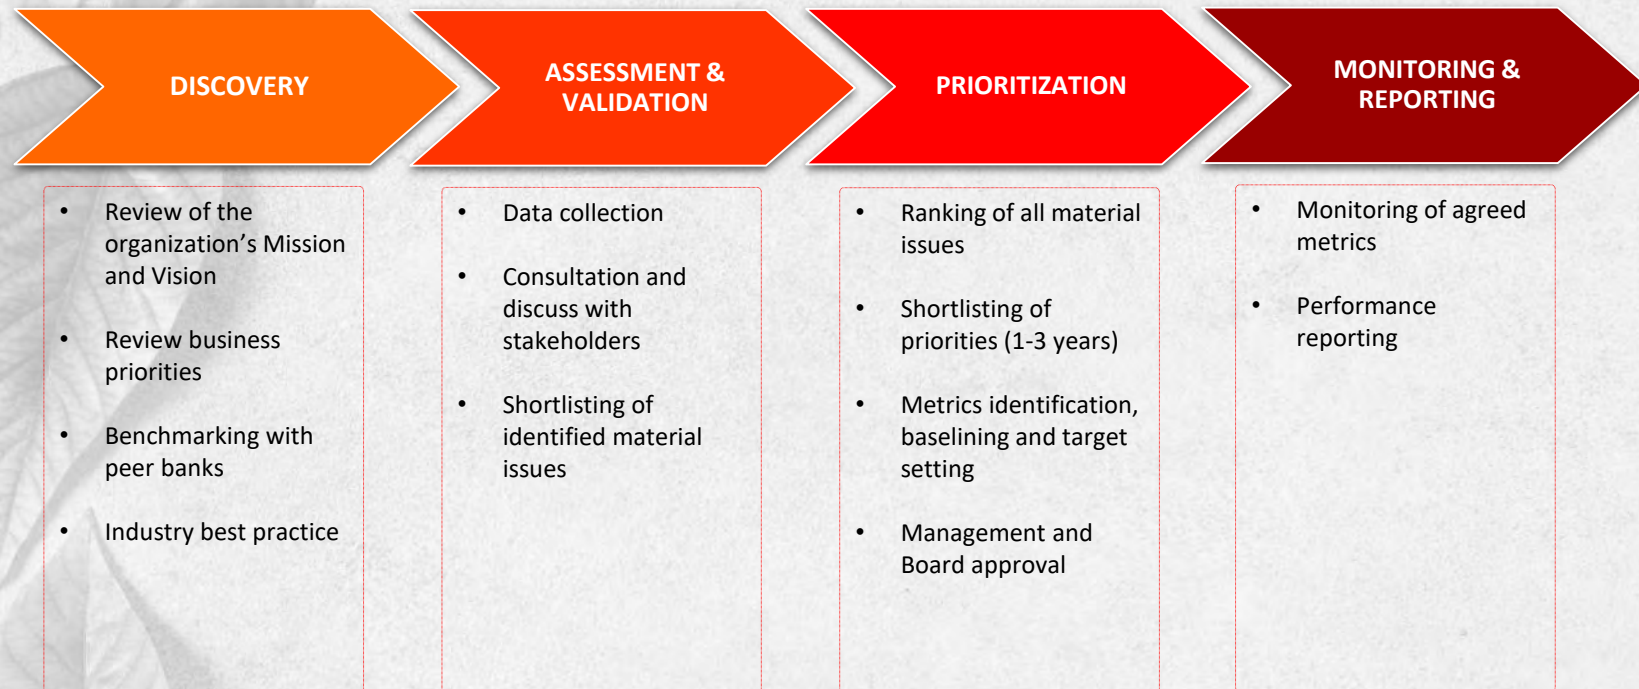 DISCOVERY
ASSESSMENT &
VALIDATION
PRIORITIZATION
MONITORING &
REPORTING
• Review of the
organization’s Mission
and Vision
• Review business
priorities
• Benchmarking with
peer banks
• Industry best practice
• Data collection
• Consultation and
discuss with
stakeholders
• Shortlisting of
identified material
issues
• Ranking of all material
issues
• Shortlisting of
priorities (1-3 years)
• Metrics identification,
baselining and target
setting
• Management and
Board approval
• Monitoring of agreed
metrics
• Performance
reporting